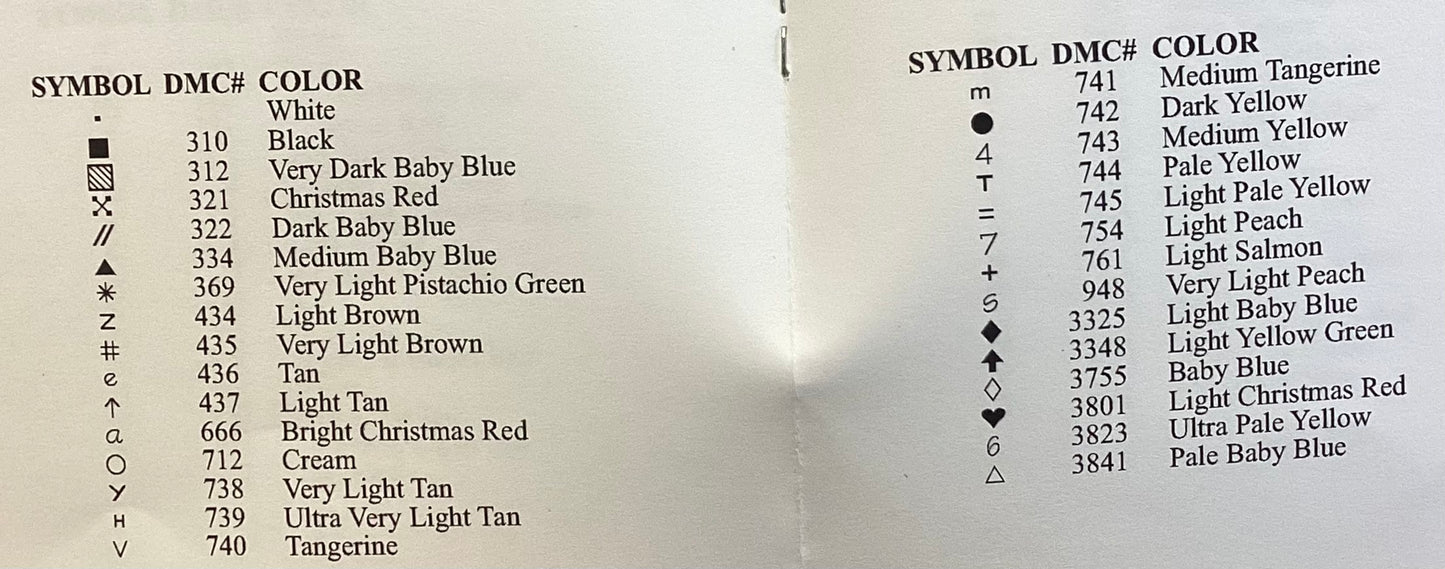 SYMBOL DMC# COLOR
· White
■ 310 Black
▨ 312 Very Dark Baby Blue
X 321 Christmas Red
// 322 Dark Baby Blue
▲ 334 Medium Baby Blue
* 369 Very Light Pistachio Green
Z 434 Light Brown
# 435 Very Light Brown
e 436 Tan
↑ 437 Light Tan
a 666 Bright Christmas Red
O 712 Cream
Y 738 Very Light Tan
H 739 Ultra Very Light Tan
V 740 Tangerine
SYMBOL DMC# COLOR
m 741 Medium Tangerine
● 742 Dark Yellow
4 743 Medium Yellow
T 744 Pale Yellow
= 745 Light Pale Yellow
7 754 Light Peach
+ 761 Light Salmon
S 948 Very Light Peach
◆ 3325 Light Baby Blue
⬆ 3348 Light Yellow Green
◇ 3755 Baby Blue
♥ 3801 Light Christmas Red
6 3823 Ultra Pale Yellow
△ 3841 Pale Baby Blue